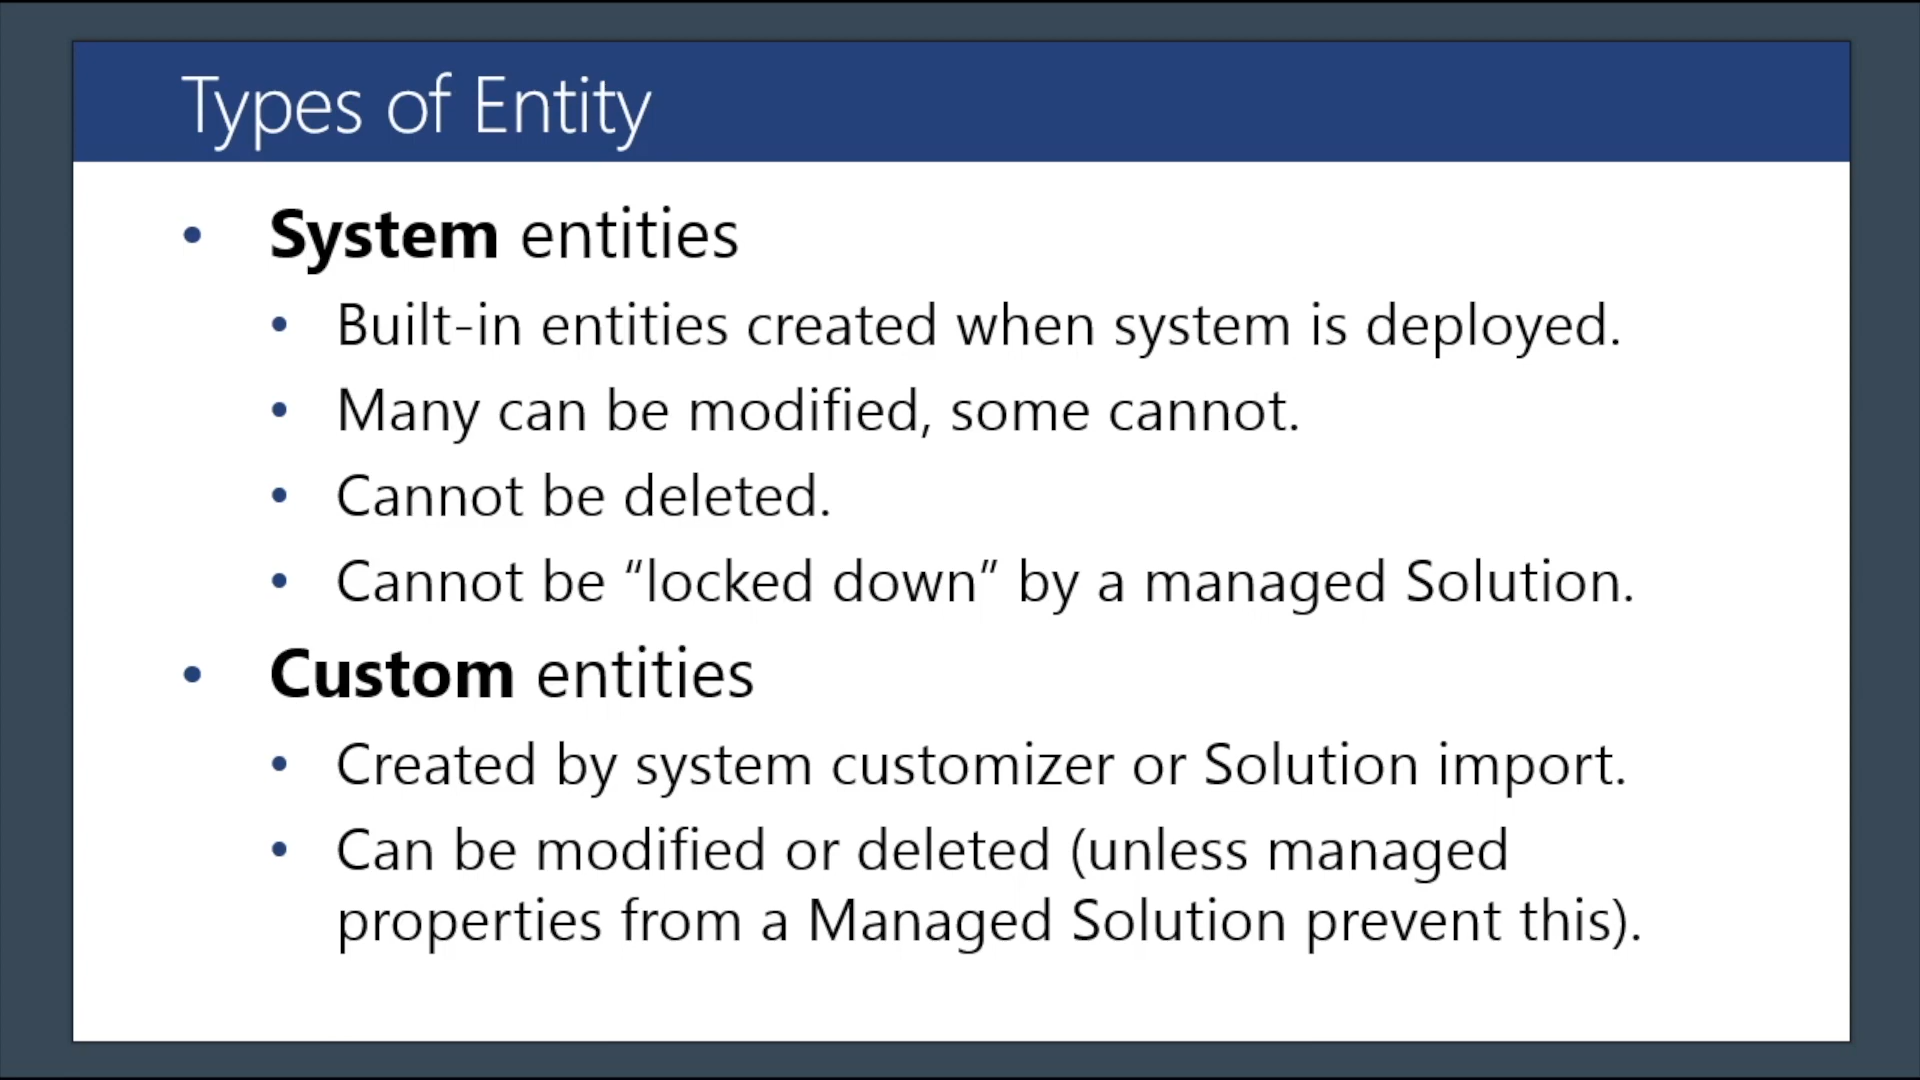 Types of Entity
• System entities
• Built-in entities created when system is deployed.
• Many can be modified, some cannot.
• Cannot be deleted.
• Cannot be “locked down” by a managed Solution.
• Custom entities
• Created by system customizer or Solution import.
• Can be modified or deleted (unless managed
properties from a Managed Solution prevent this).